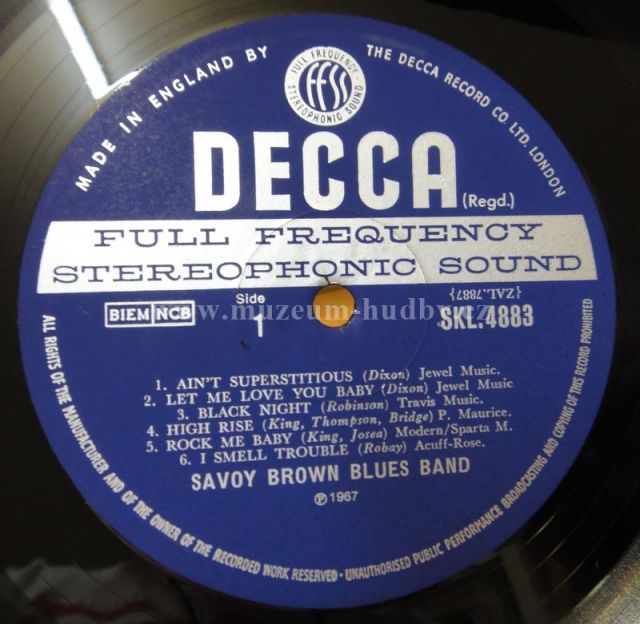 MADE IN ENGLAND BY THE DECCA RECORD CO LTD. LONDON
FULL FREQUENCY · STEREOPHONIC SOUND
FFSS
DECCA (Regd.)
FULL FREQUENCY
STEREOPHONIC SOUND
{ZAL.7887}
BIEM NCB
Side
1
SKL.4883
www.muzeum-hudby.cz
1. AIN'T SUPERSTITIOUS (Dixon) Jewel Music.
2. LET ME LOVE YOU BABY (Dixon) Jewel Music
3. BLACK NIGHT (Robinson) Travis Music.
4. HIGH RISE (King, Thompson, Bridge) P. Maurice.
5. ROCK ME BABY (King, Josea) Modern/Sparta M.
6. I SMELL TROUBLE (Robay) Acuff-Rose.
SAVOY BROWN BLUES BAND
Ⓟ 1967
ALL RIGHTS OF THE MANUFACTURER AND OF THE OWNER OF THE RECORDED WORK RESERVED · UNAUTHORISED PUBLIC PERFORMANCE BROADCASTING AND COPYING OF THIS RECORD PROHIBITED